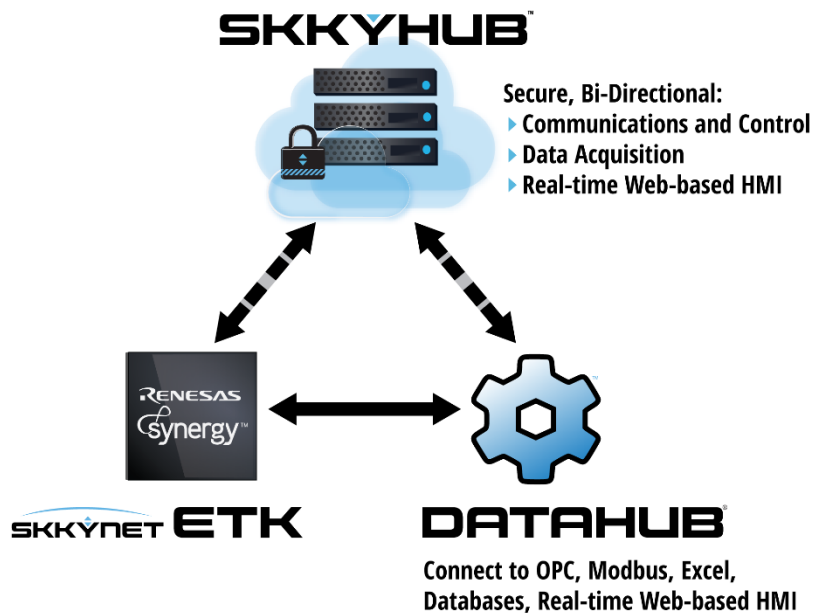 SKKYHUB™
Secure, Bi-Directional:
Communications and Control
Data Acquisition
Real-time Web-based HMI
RENESAS
synergy™
TM
SKKYNET ETK
DATAHUB®
Connect to OPC, Modbus, Excel,
Databases, Real-time Web-based HMI